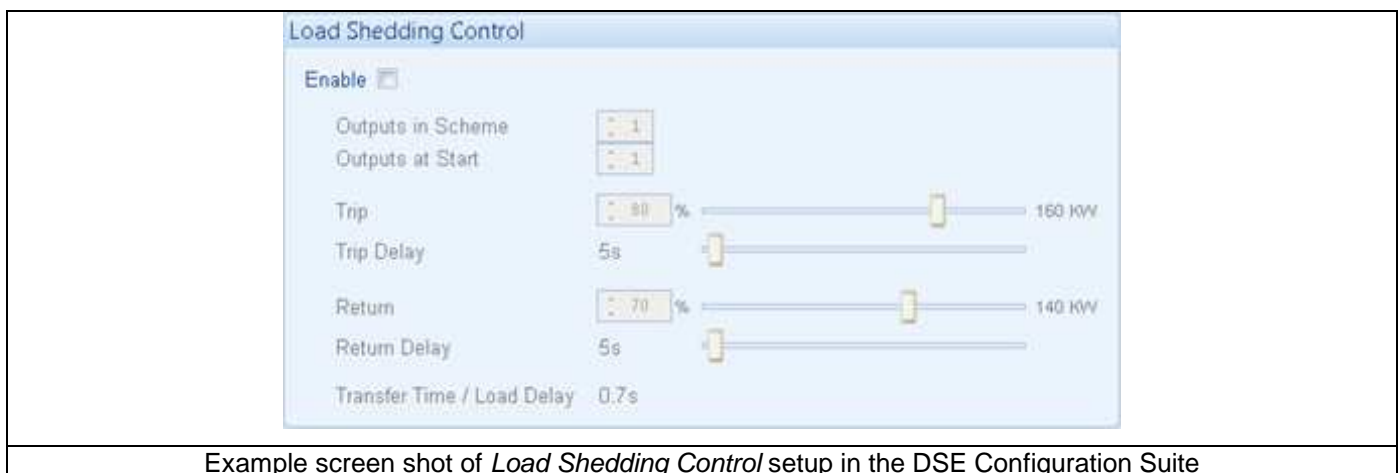 Load Shedding Control
Enable
Outputs in Scheme 1
Outputs at Start 1
Trip 80 % 160 KW
Trip Delay 5s
Return 70 % 140 KW
Return Delay 5s
Transfer Time / Load Delay 0.7s
Example screen shot of Load Shedding Control setup in the DSE Configuration Suite